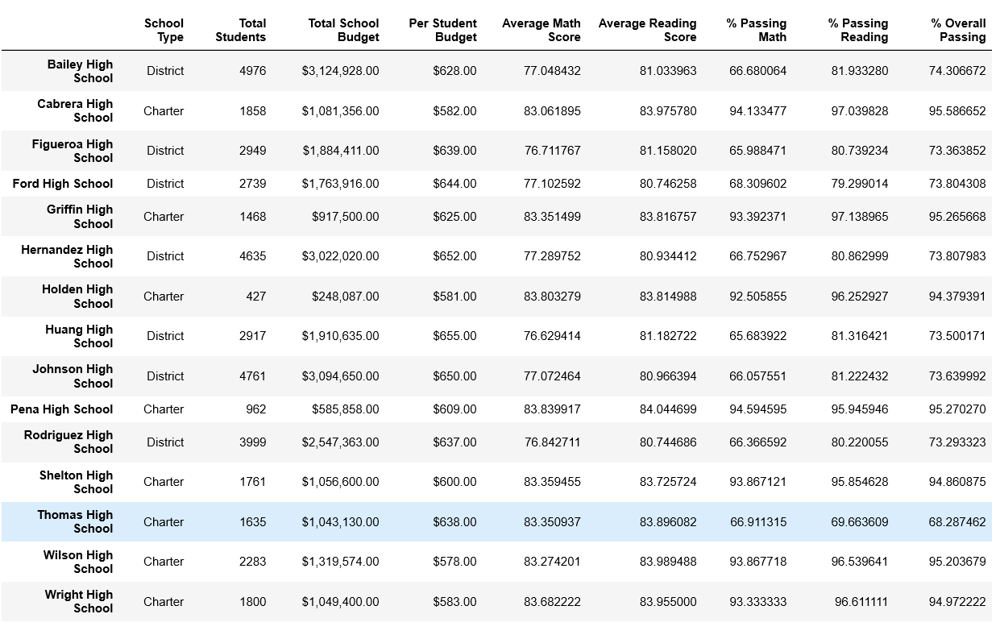 School Type	Total Students	Total School Budget	Per Student Budget	Average Math Score	Average Reading Score	% Passing Math	% Passing Reading	% Overall Passing
Bailey High School	District	4976	$3,124,928.00	$628.00	77.048432	81.033963	66.680064	81.933280	74.306672
Cabrera High School	Charter	1858	$1,081,356.00	$582.00	83.061895	83.975780	94.133477	97.039828	95.586652
Figueroa High School	District	2949	$1,884,411.00	$639.00	76.711767	81.158020	65.988471	80.739234	73.363852
Ford High School	District	2739	$1,763,916.00	$644.00	77.102592	80.746258	68.309602	79.299014	73.804308
Griffin High School	Charter	1468	$917,500.00	$625.00	83.351499	83.816757	93.392371	97.138965	95.265668
Hernandez High School	District	4635	$3,022,020.00	$652.00	77.289752	80.934412	66.752967	80.862999	73.807983
Holden High School	Charter	427	$248,087.00	$581.00	83.803279	83.814988	92.505855	96.252927	94.379391
Huang High School	District	2917	$1,910,635.00	$655.00	76.629414	81.182722	65.683922	81.316421	73.500171
Johnson High School	District	4761	$3,094,650.00	$650.00	77.072464	80.966394	66.057551	81.222432	73.639992
Pena High School	Charter	962	$585,858.00	$609.00	83.839917	84.044699	94.594595	95.945946	95.270270
Rodriguez High School	District	3999	$2,547,363.00	$637.00	76.842711	80.744686	66.366592	80.220055	73.293323
Shelton High School	Charter	1761	$1,056,600.00	$600.00	83.359455	83.725724	93.867121	95.854628	94.860875
Thomas High School	Charter	1635	$1,043,130.00	$638.00	83.350937	83.896082	66.911315	69.663609	68.287462
Wilson High School	Charter	2283	$1,319,574.00	$578.00	83.274201	83.989488	93.867718	96.539641	95.203679
Wright High School	Charter	1800	$1,049,400.00	$583.00	83.682222	83.955000	93.333333	96.611111	94.972222